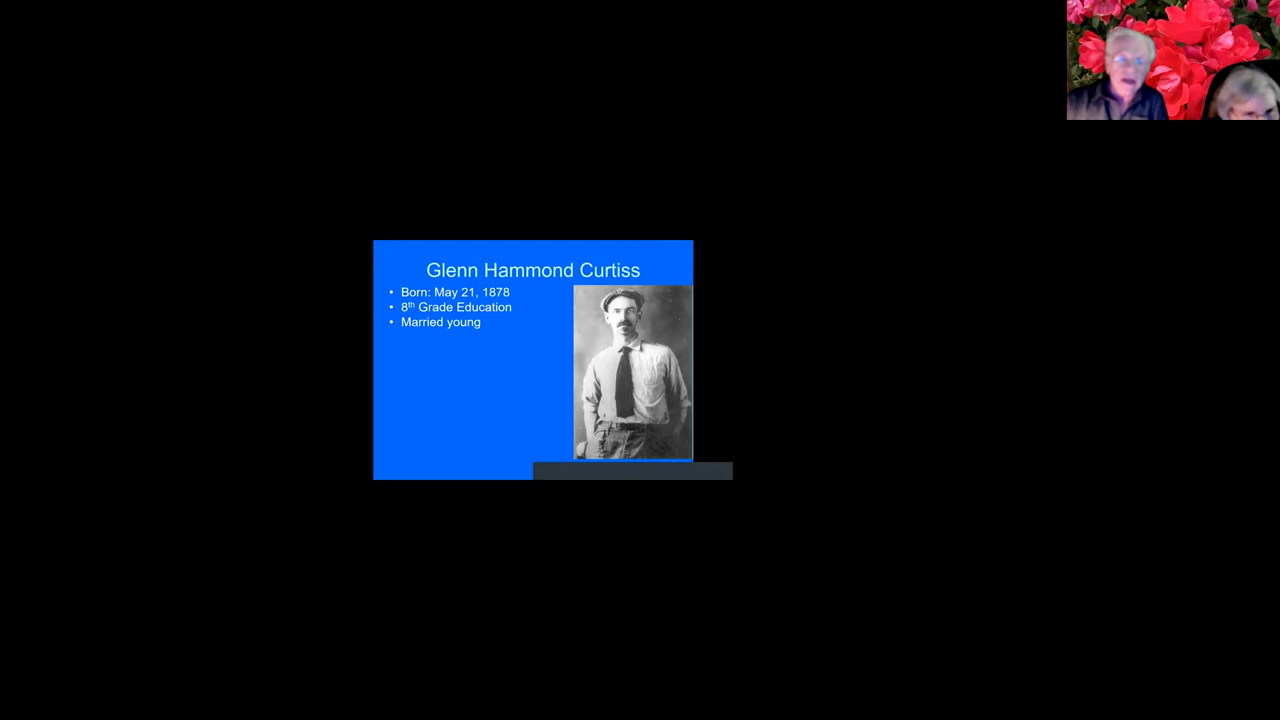 Glenn Hammond Curtiss
• Born: May 21, 1878
• 8th Grade Education
• Married young